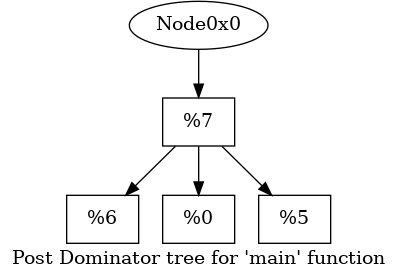 Node0x0
%7
%6 %0 %5
Post Dominator tree for 'main' function